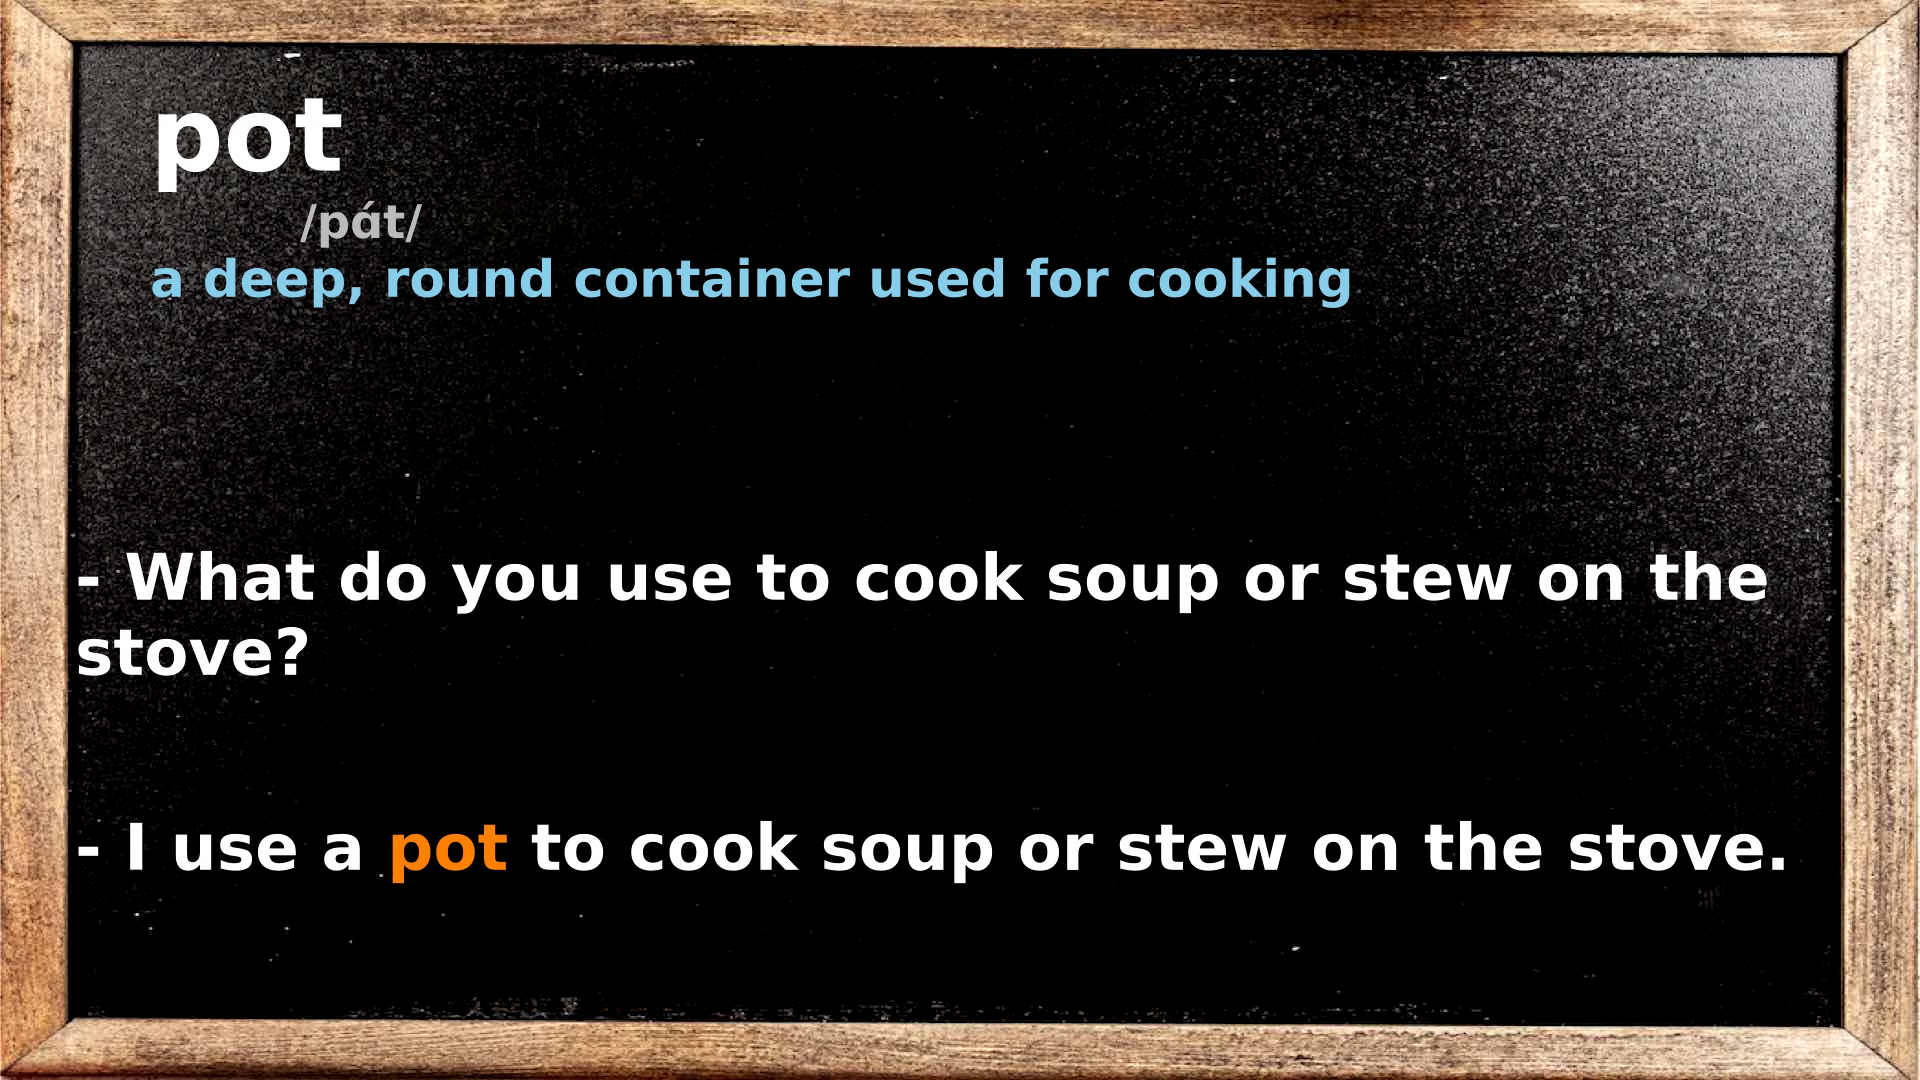 pot
/pɑ́t/
a deep, round container used for cooking
- What do you use to cook soup or stew on the
stove?
- I use a pot to cook soup or stew on the stove.